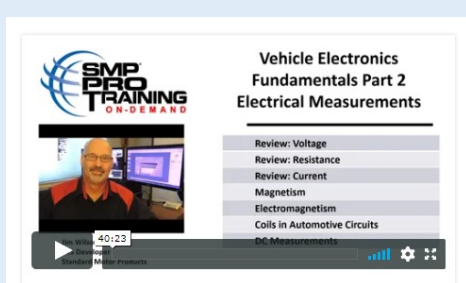 SMP
PRO
TRAINING
ON-DEMAND
Vehicle Electronics
Fundamentals Part 2
Electrical Measurements
Review: Voltage
Review: Resistance
Review: Current
Magnetism
Electromagnetism
Coils in Automotive Circuits
DC Measurements
40:23
Developer
Standard Motor Products